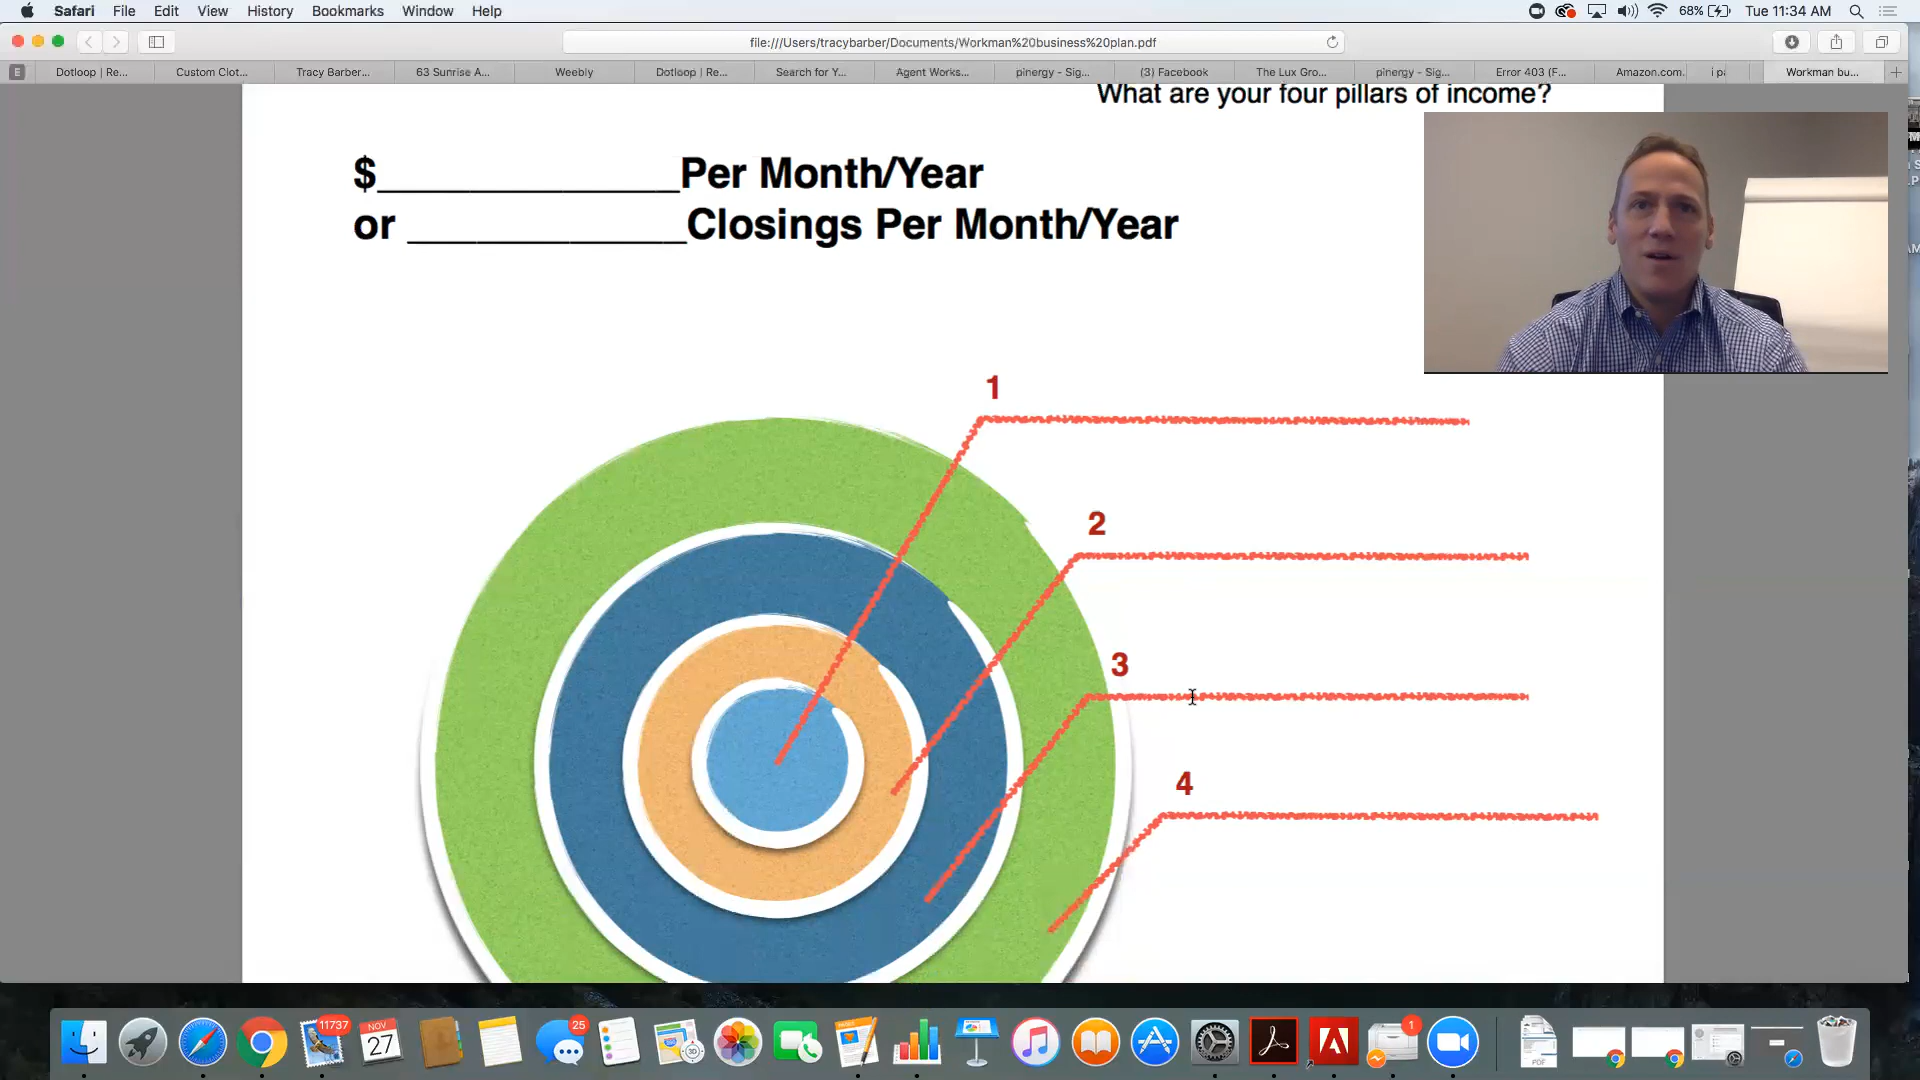 Safari File Edit View History Bookmarks Window Help 68% Tue 11:34 AM
file:///Users/tracybarber/Documents/Workman%20business%20plan.pdf
E Dotloop | Re... Custom Clot... Tracy Barber... 63 Sunrise A... Weebly Dotloop | Re... Search for Y... Agent Works... pinergy - Sig... (3) Facebook The Lux Gro... pinergy - Sig... Error 403 (F... Amazon.com. Workman bu...
What are your four pillars of income?
$_____________Per Month/Year
or ____________Closings Per Month/Year
1
2
3
4
11737
NOV
27
25
1
PDF